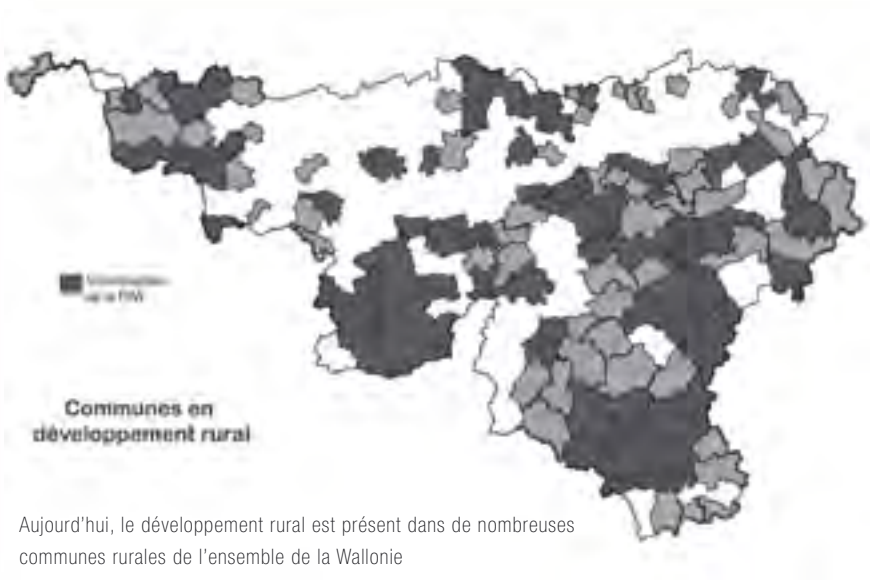 Communes en
développement rural
Aujourd'hui, le développement rural est présent dans de nombreuses
communes rurales de l'ensemble de la Wallonie